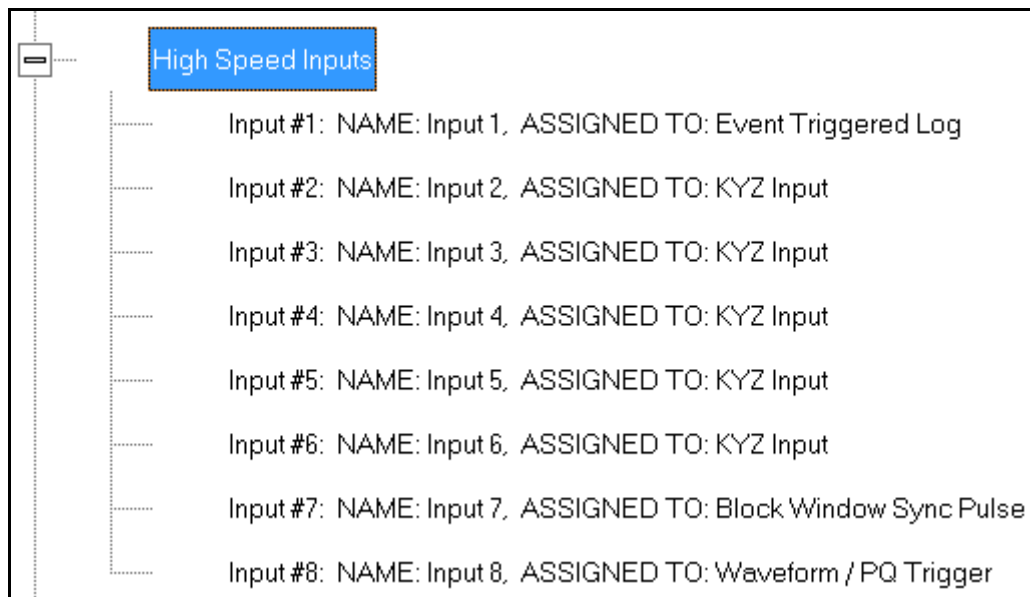 High Speed Inputs
Input #1: NAME: Input 1, ASSIGNED TO: Event Triggered Log
Input #2: NAME: Input 2, ASSIGNED TO: KYZ Input
Input #3: NAME: Input 3, ASSIGNED TO: KYZ Input
Input #4: NAME: Input 4, ASSIGNED TO: KYZ Input
Input #5: NAME: Input 5, ASSIGNED TO: KYZ Input
Input #6: NAME: Input 6, ASSIGNED TO: KYZ Input
Input #7: NAME: Input 7, ASSIGNED TO: Block Window Sync Pulse
Input #8: NAME: Input 8, ASSIGNED TO: Waveform / PQ Trigger